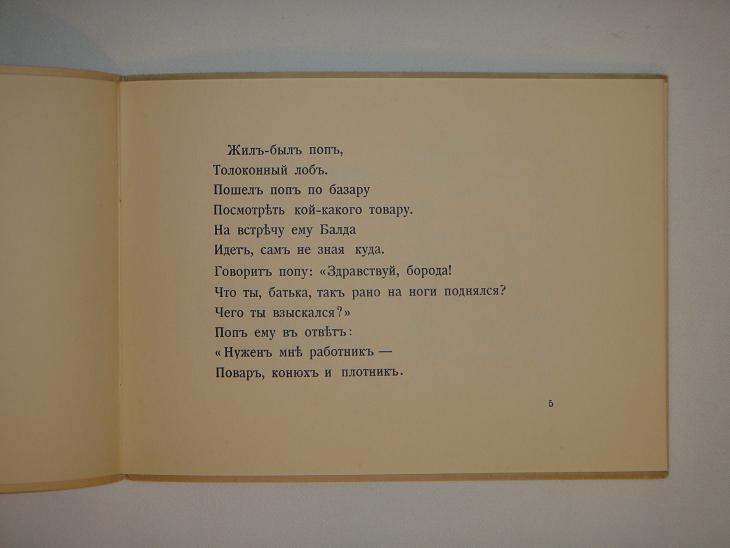 Жилъ-былъ попъ,
Толоконный лобъ.
Пошелъ попъ по базару
Посмотрѣть кой-какого товару.
На встрѣчу ему Балда
Идетъ, самъ не зная куда.
Говоритъ попу: «Здравствуй, борода!
Что ты, батька, такъ рано на ноги поднялся?
Чего ты взыскался?»
Попъ ему въ отвѣтъ:
«Нуженъ мнѣ работникъ —
Поваръ, конюхъ и плотникъ.
5